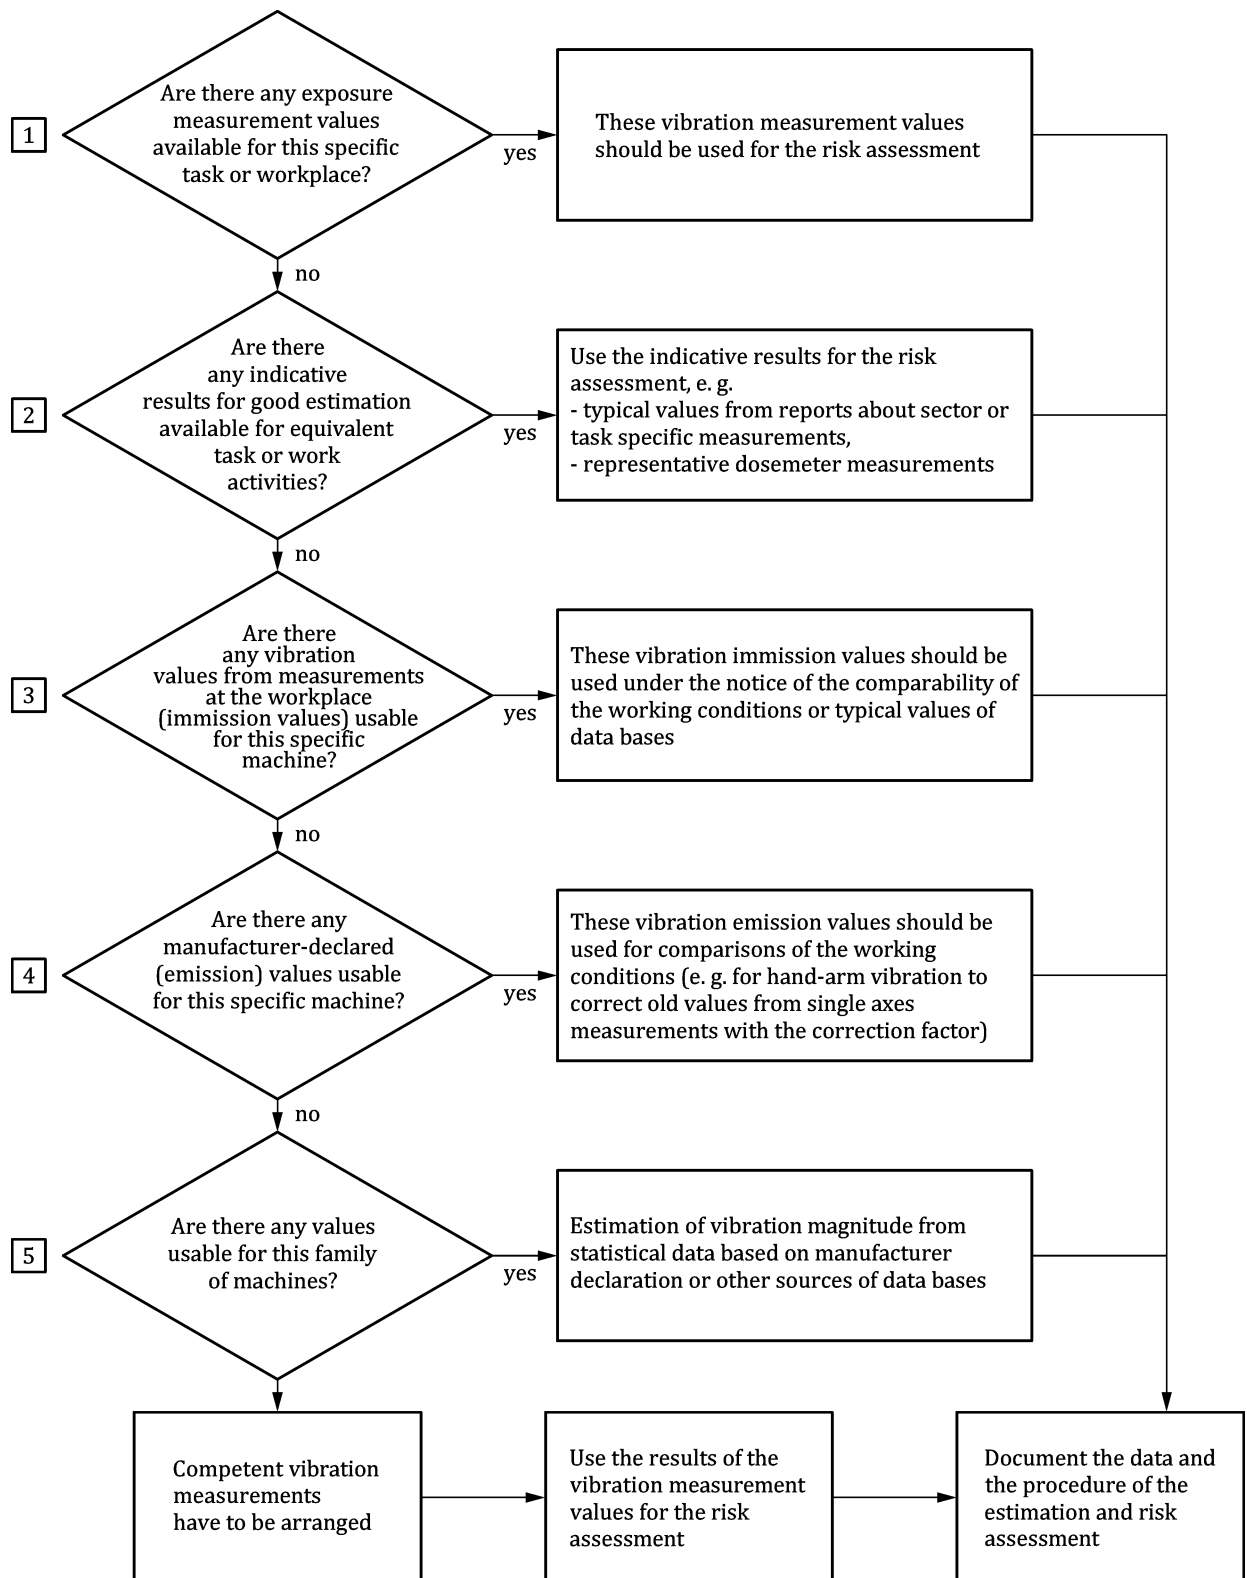 1
Are there any exposure
measurement values
available for this specific
task or workplace?
yes
These vibration measurement values
should be used for the risk assessment
no
2
Are there
any indicative
results for good estimation
available for equivalent
task or work
activities?
yes
Use the indicative results for the risk
assessment, e. g.
- typical values from reports about sector or
task specific measurements,
- representative dosemeter measurements
no
3
Are there
any vibration
values from measurements
at the workplace
(immission values) usable
for this specific
machine?
yes
These vibration immission values should be
used under the notice of the comparability of
the working conditions or typical values of
data bases
no
4
Are there any
manufacturer-declared
(emission) values usable
for this specific machine?
yes
These vibration emission values should be
used for comparisons of the working
conditions (e. g. for hand-arm vibration to
correct old values from single axes
measurements with the correction factor)
no
5
Are there any values
usable for this family
of machines?
yes
Estimation of vibration magnitude from
statistical data based on manufacturer
declaration or other sources of data bases
Competent vibration
measurements
have to be arranged
Use the results of the
vibration measurement
values for the risk
assessment
Document the data and
the procedure of the
estimation and risk
assessment